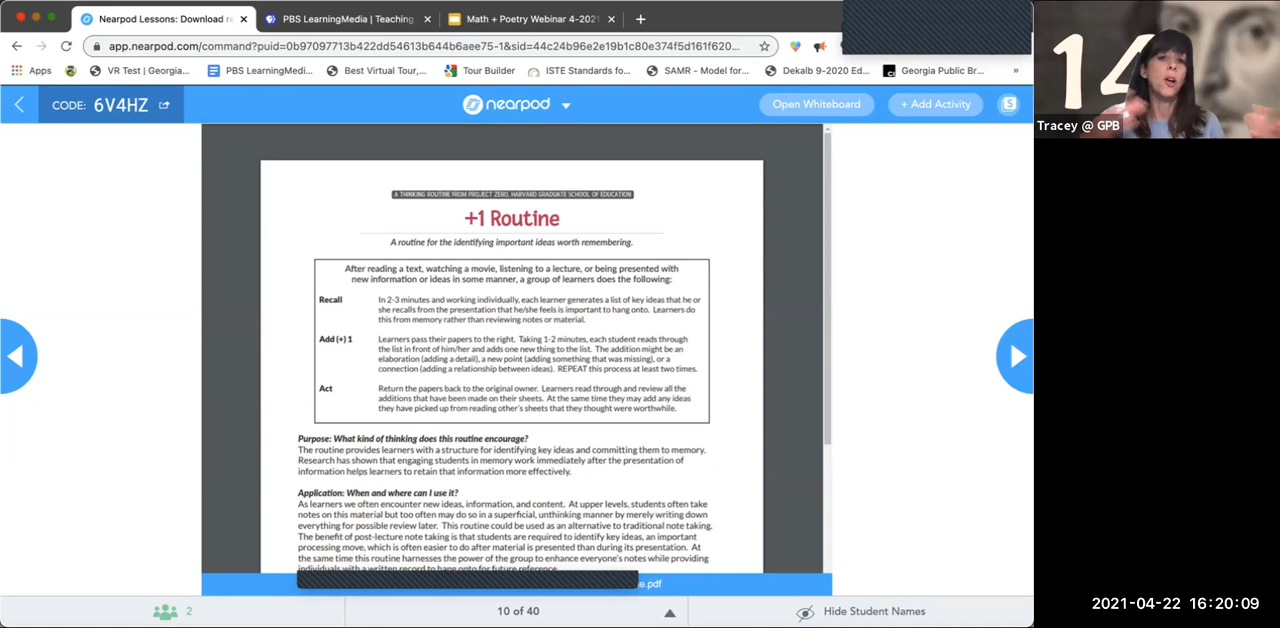 Nearpod Lessons: Download re
PBS LearningMedia | Teaching
Math + Poetry Webinar 4-2021
app.nearpod.com/command?puid=0b97097713b422dd54613b644b6aee75-1&sid=44c24b96e2e19b1c80e374f5d161f620...
Apps
VR Test | Georgia...
PBS LearningMedi...
Best Virtual Tour,...
Tour Builder
ISTE Standards fo...
SAMR - Model for...
Dekalb 9-2020 Ed...
Georgia Public Br...
»
CODE: 6V4HZ
nearpod
Open Whiteboard
+ Add Activity
S
14
Tracey @ GPB
A THINKING ROUTINE FROM PROJECT ZERO, HARVARD GRADUATE SCHOOL OF EDUCATION
+1 Routine
A routine for the identifying important ideas worth remembering.
After reading a text, watching a movie, listening to a lecture, or being presented with
new information or ideas in some manner, a group of learners does the following:
Recall In 2-3 minutes and working individually, each learner generates a list of key ideas that he or
she recalls from the presentation that he/she feels is important to hang onto. Learners do
this from memory rather than reviewing notes or material.
Add (+) 1 Learners pass their papers to the right. Taking 1-2 minutes, each student reads through
the list in front of him/her and adds one new thing to the list. The addition might be an
elaboration (adding a detail), a new point (adding something that was missing), or a
connection (adding a relationship between ideas). REPEAT this process at least two times.
Act Return the papers back to the original owner. Learners read through and review all the
additions that have been made on their sheets. At the same time they may add any ideas
they have picked up from reading other's sheets that they thought were worthwhile.
Purpose: What kind of thinking does this routine encourage?
The routine provides learners with a structure for identifying key ideas and committing them to memory.
Research has shown that engaging students in memory work immediately after the presentation of
information helps learners to retain that information more effectively.
Application: When and where can I use it?
As learners we often encounter new ideas, information, and content. At upper levels, students often take
notes on this material but too often may do so in a superficial, unthinking manner by merely writing down
everything for possible review later. This routine could be used as an alternative to traditional note taking.
The benefit of post-lecture note taking is that students are required to identify key ideas, an important
processing move, which is often easier to do after material is presented than during its presentation. At
the same time this routine harnesses the power of the group to enhance everyone's notes while providing
individuals with a written record to hang onto for future reference.
e.pdf
2
10 of 40
Hide Student Names
2021-04-22 16:20:09